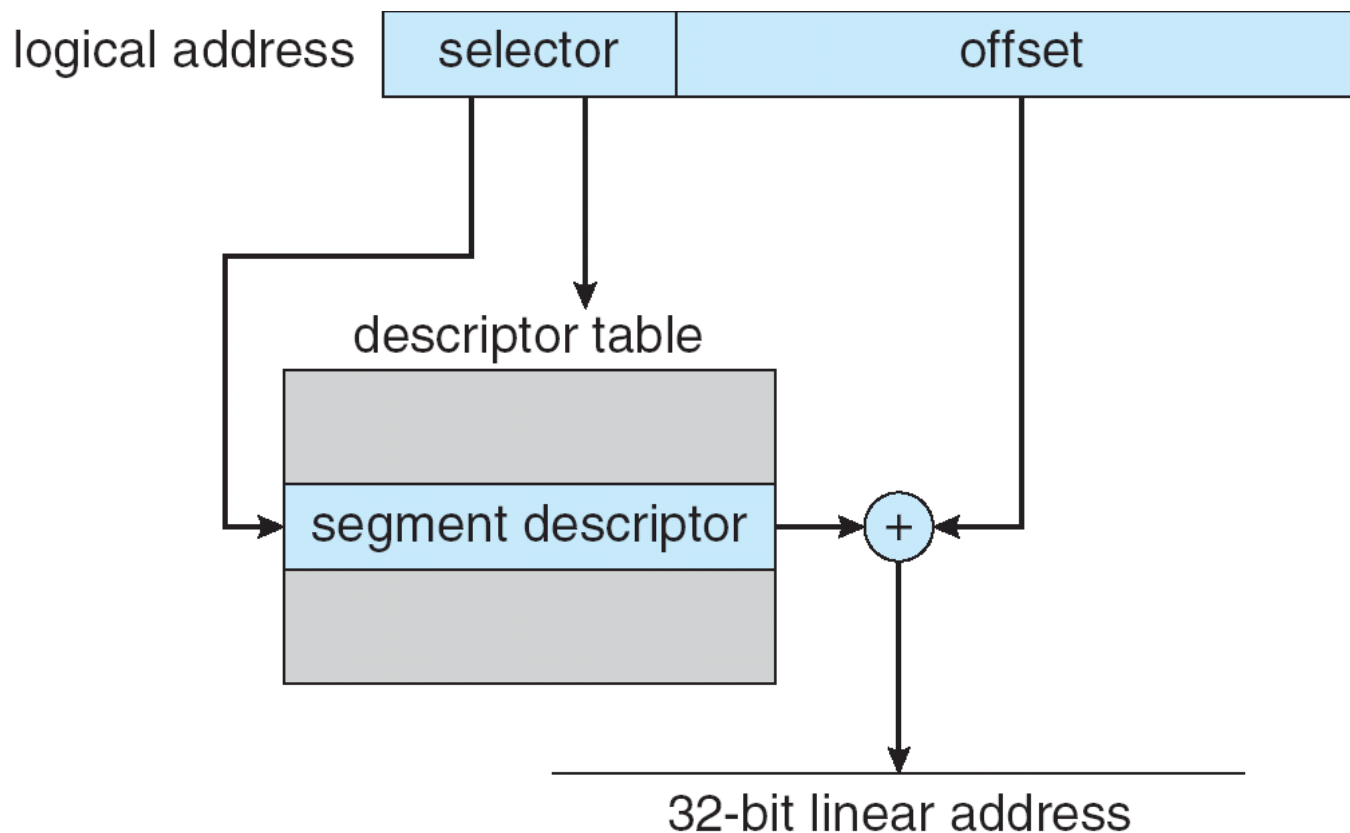 logical address selector offset
descriptor table
segment descriptor +
32-bit linear address